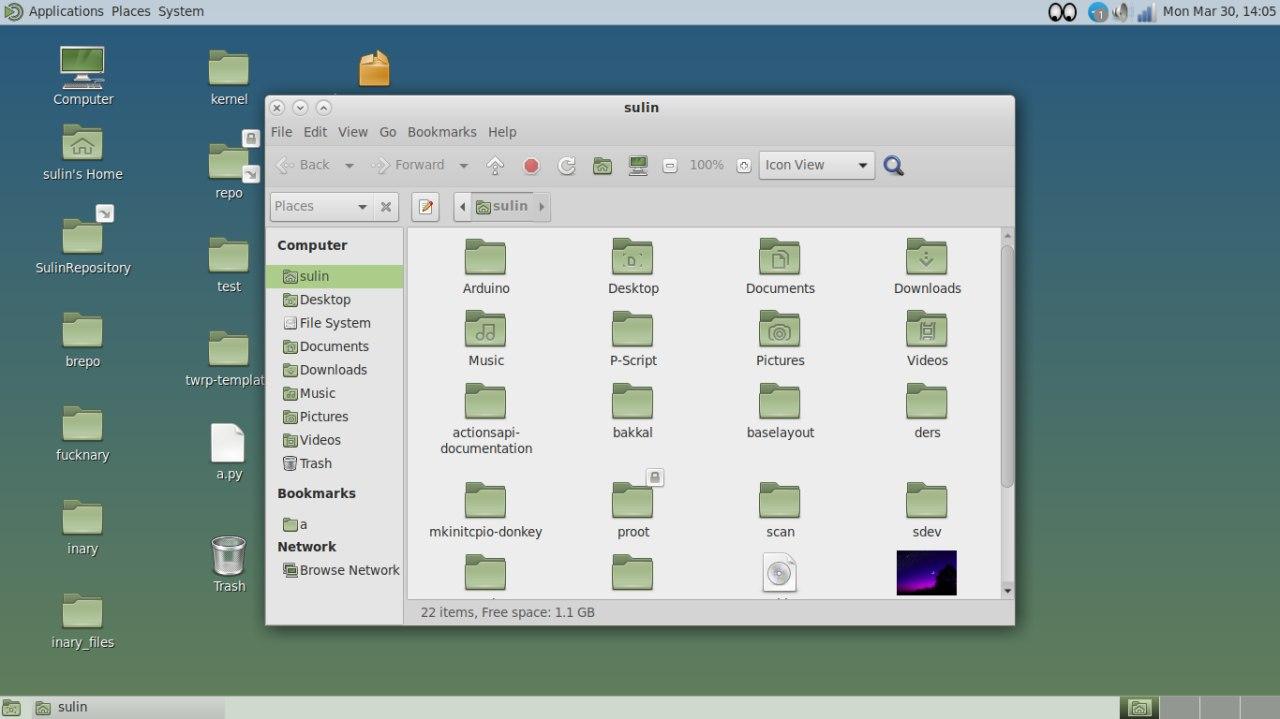 Applications Places System
1
Mon Mar 30, 14:05
Computer
kernel
sulin's Home
repo
SulinRepository
test
brepo
twrp-templat
fucknary
a.py
inary
Trash
inary_files
sulin
File Edit View Go Bookmarks Help
Back Forward 100% Icon View
Places
sulin
Computer
sulin
Desktop
File System
Documents
Downloads
Music
Pictures
Videos
Trash
Bookmarks
a
Network
Browse Network
Arduino Desktop Documents Downloads
Music P-Script Pictures Videos
actionsapi-
documentation
bakkal baselayout ders
mkinitcpio-donkey proot scan sdev
22 items, Free space: 1.1 GB
sulin